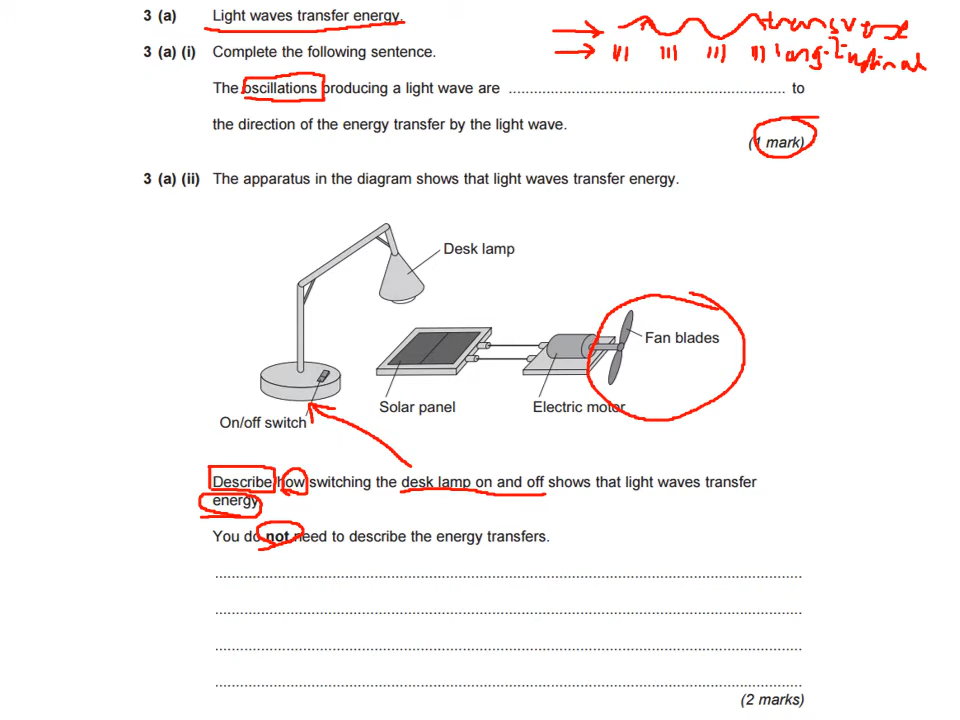 3 (a) Light waves transfer energy.
transverse
3 (a) (i) Complete the following sentence.
longitudinal
The oscillations producing a light wave are ............................................................ to
the direction of the energy transfer by the light wave.
(1 mark)
3 (a) (ii) The apparatus in the diagram shows that light waves transfer energy.
Desk lamp
Fan blades
Solar panel
Electric motor
On/off switch
Describe how switching the desk lamp on and off shows that light waves transfer
energy.
You do not need to describe the energy transfers.
(2 marks)